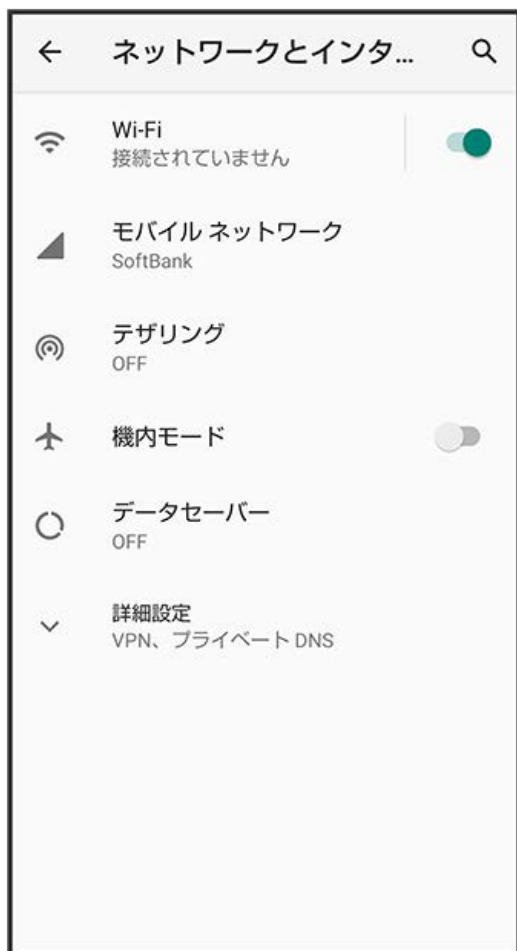 ネットワークとインタ...
Wi-Fi
接続されていません
モバイル ネットワーク
SoftBank
テザリング
OFF
機内モード
データセーバー
OFF
詳細設定
VPN、プライベート DNS